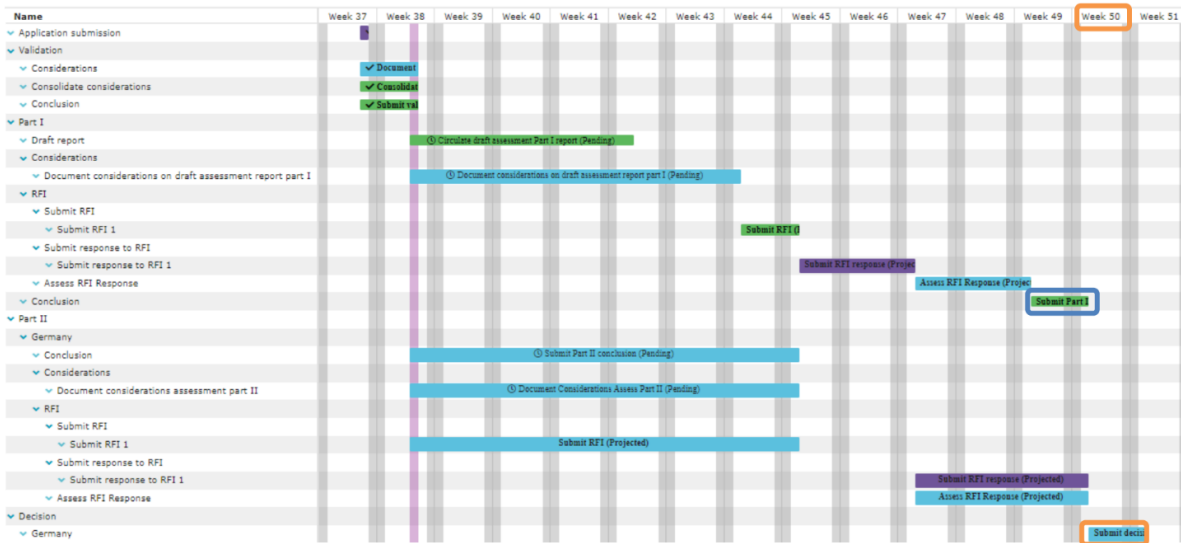 Name Week 37 Week 38 Week 39 Week 40 Week 41 Week 42 Week 43 Week 44 Week 45 Week 46 Week 47 Week 48 Week 49 Week 50 Week 51
Application submission
Validation
Considerations Document
Consolidate considerations Consolidat
Conclusion Submit val
Part I
Draft report Circulate draft assessment Part I report (Pending)
Considerations
Document considerations on draft assessment report part I Document considerations on draft assessment report part I (Pending)
RFI
Submit RFI
Submit RFI 1 Submit RFI (P
Submit response to RFI
Submit response to RFI 1 Submit RFI response (Projec
Assess RFI Response Assess RFI Response (Projec
Conclusion Submit Part I
Part II
Germany
Conclusion Submit Part II conclusion (Pending)
Considerations
Document considerations assessment part II Document Considerations Assess Part II (Pending)
RFI
Submit RFI
Submit RFI 1 Submit RFI (Projected)
Submit response to RFI
Submit response to RFI 1 Submit RFI response (Projected)
Assess RFI Response Assess RFI Response (Projected)
Decision
Germany Submit decis